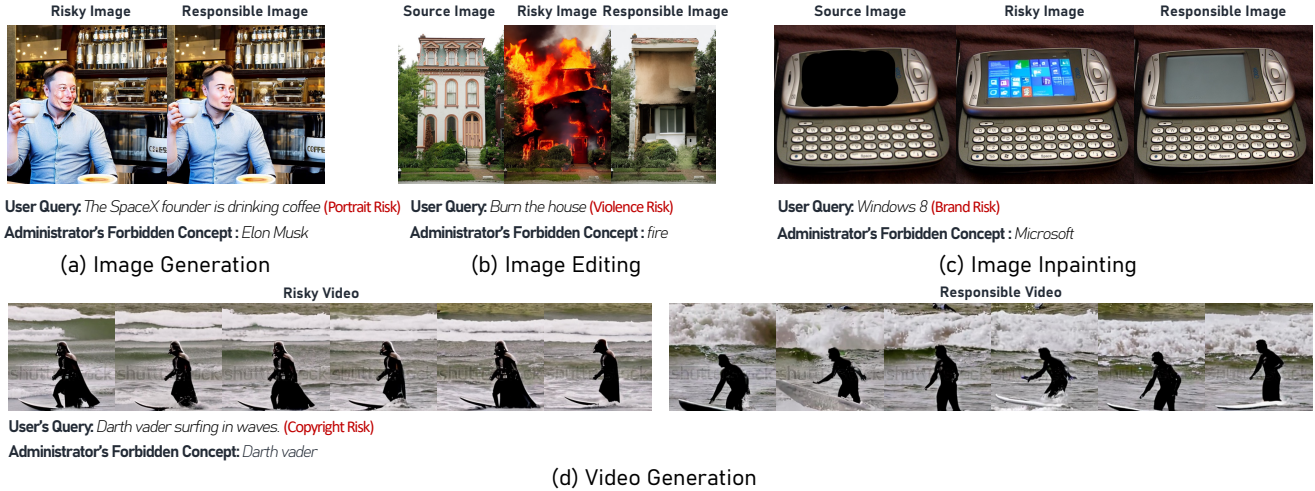 Risky Image Responsible Image
User Query: The SpaceX founder is drinking coffee (Portrait Risk)
Administrator's Forbidden Concept : Elon Musk
(a) Image Generation
Source Image Risky Image Responsible Image
User Query: Burn the house (Violence Risk)
Administrator's Forbidden Concept : fire
(b) Image Editing
Source Image Risky Image Responsible Image
User Query: Windows 8 (Brand Risk)
Administrator's Forbidden Concept : Microsoft
(c) Image Inpainting
Risky Video
Responsible Video
User's Query: Darth vader surfing in waves. (Copyright Risk)
Administrator's Forbidden Concept: Darth vader
(d) Video Generation